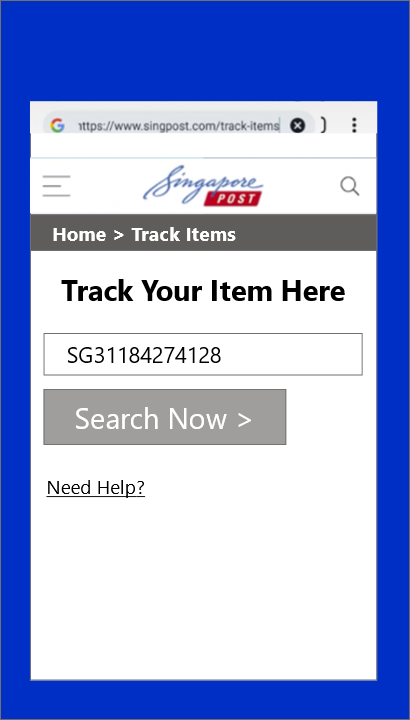 https://www.singpost.com/track-items
Singapore
POST
Home > Track Items
Track Your Item Here
SG31184274128
Search Now >
Need Help?